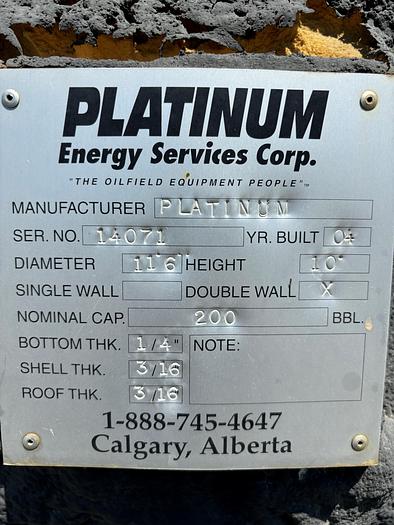 PLATINUM
Energy Services Corp.
"THE OILFIELD EQUIPMENT PEOPLE"™
MANUFACTURER PLATINUM
SER. NO. 14071 YR. BUILT 04
DIAMETER 11'6 HEIGHT 10'
SINGLE WALL DOUBLE WALL X
NOMINAL CAP. 200 BBL.
BOTTOM THK. 1/4" NOTE:
SHELL THK. 3/16
ROOF THK. 3/16
1-888-745-4647
Calgary, Alberta